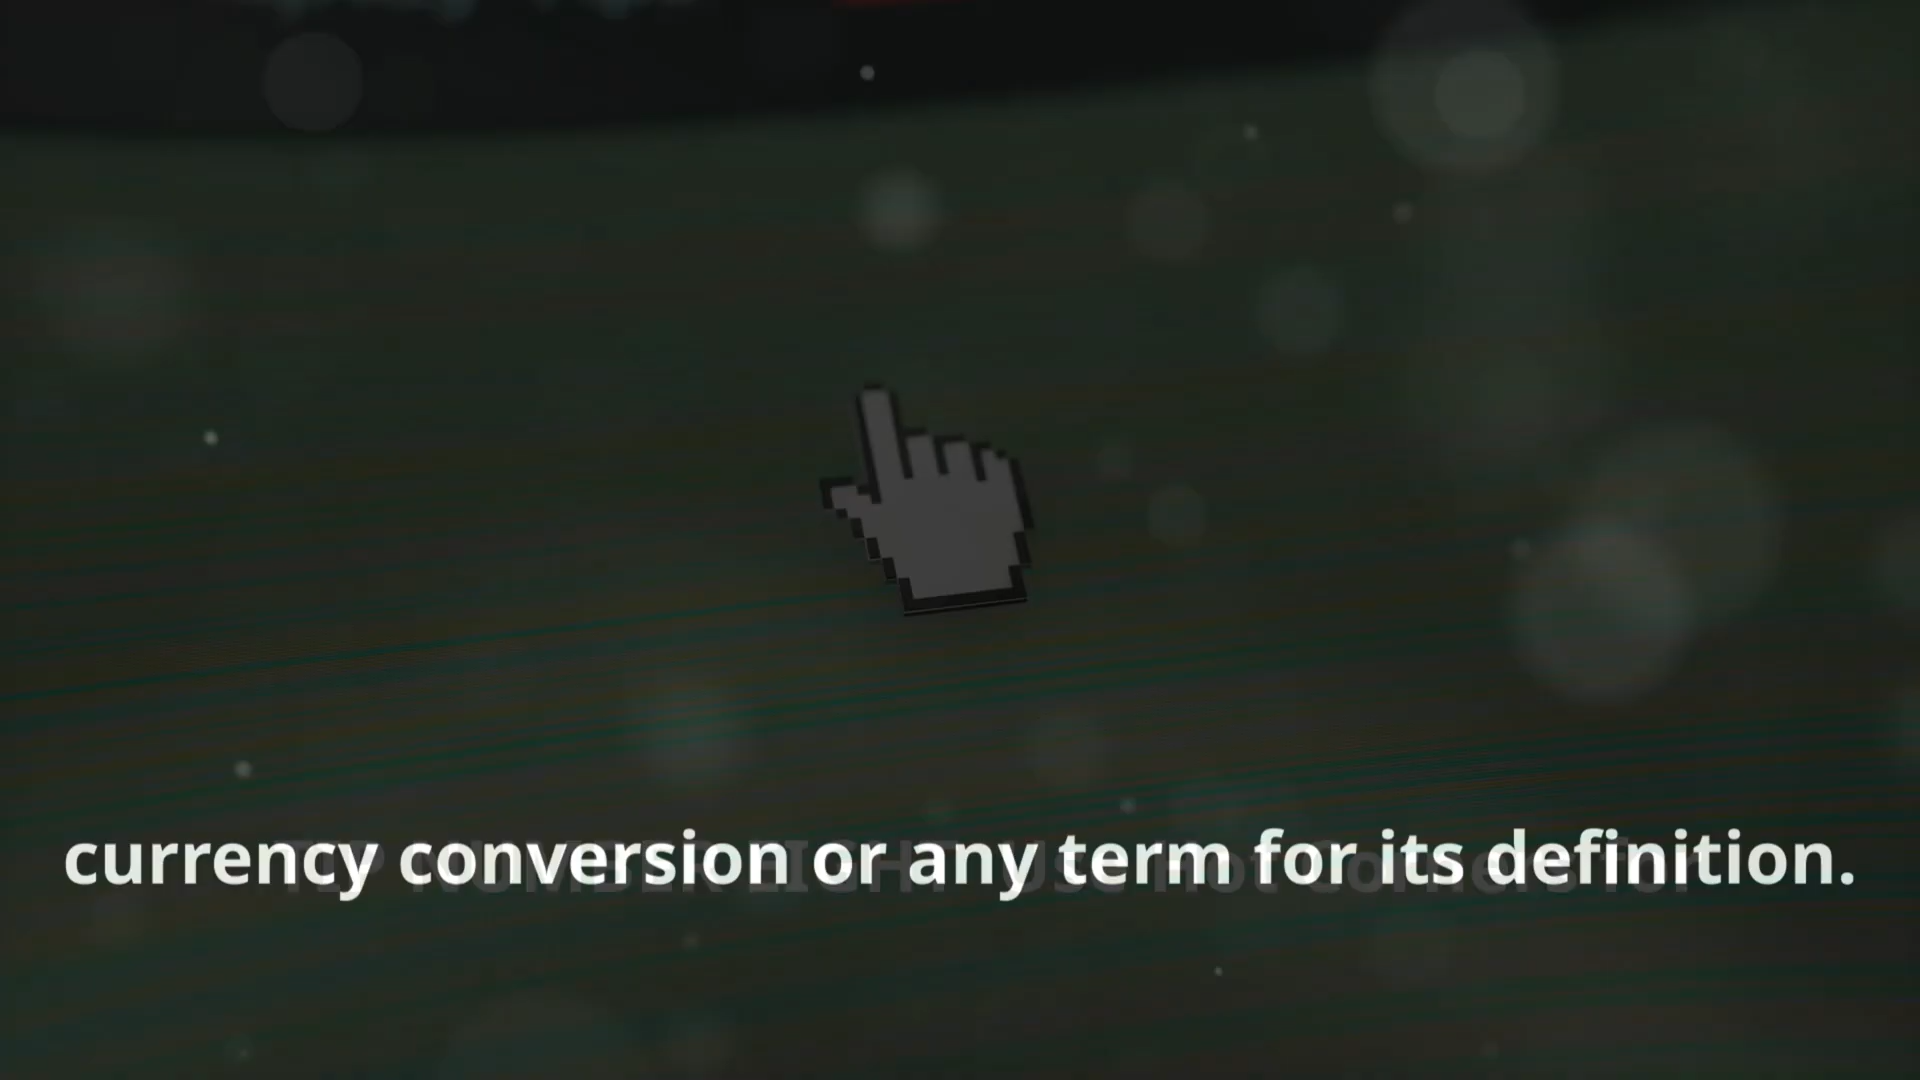 currency conversion or any term for its definition.